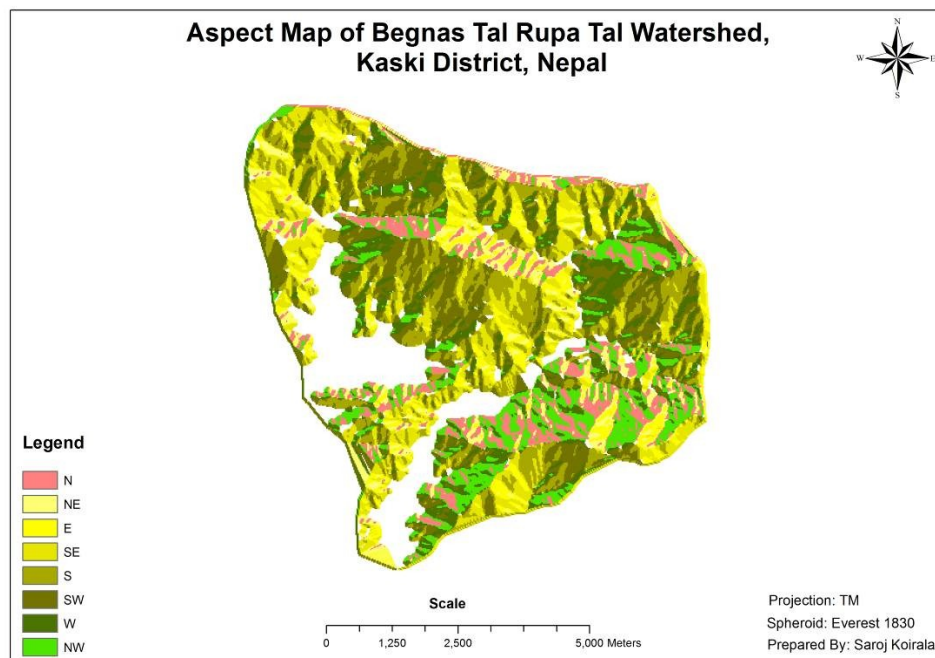 Aspect Map of Begnas Tal Rupa Tal Watershed,
Kaski District, Nepal
N
W
E
S
Legend
N
NE
E
SE
S
SW
W
NW
Scale
0 1,250 2,500 5,000 Meters
Projection: TM
Spheroid: Everest 1830
Prepared By: Saroj Koirala